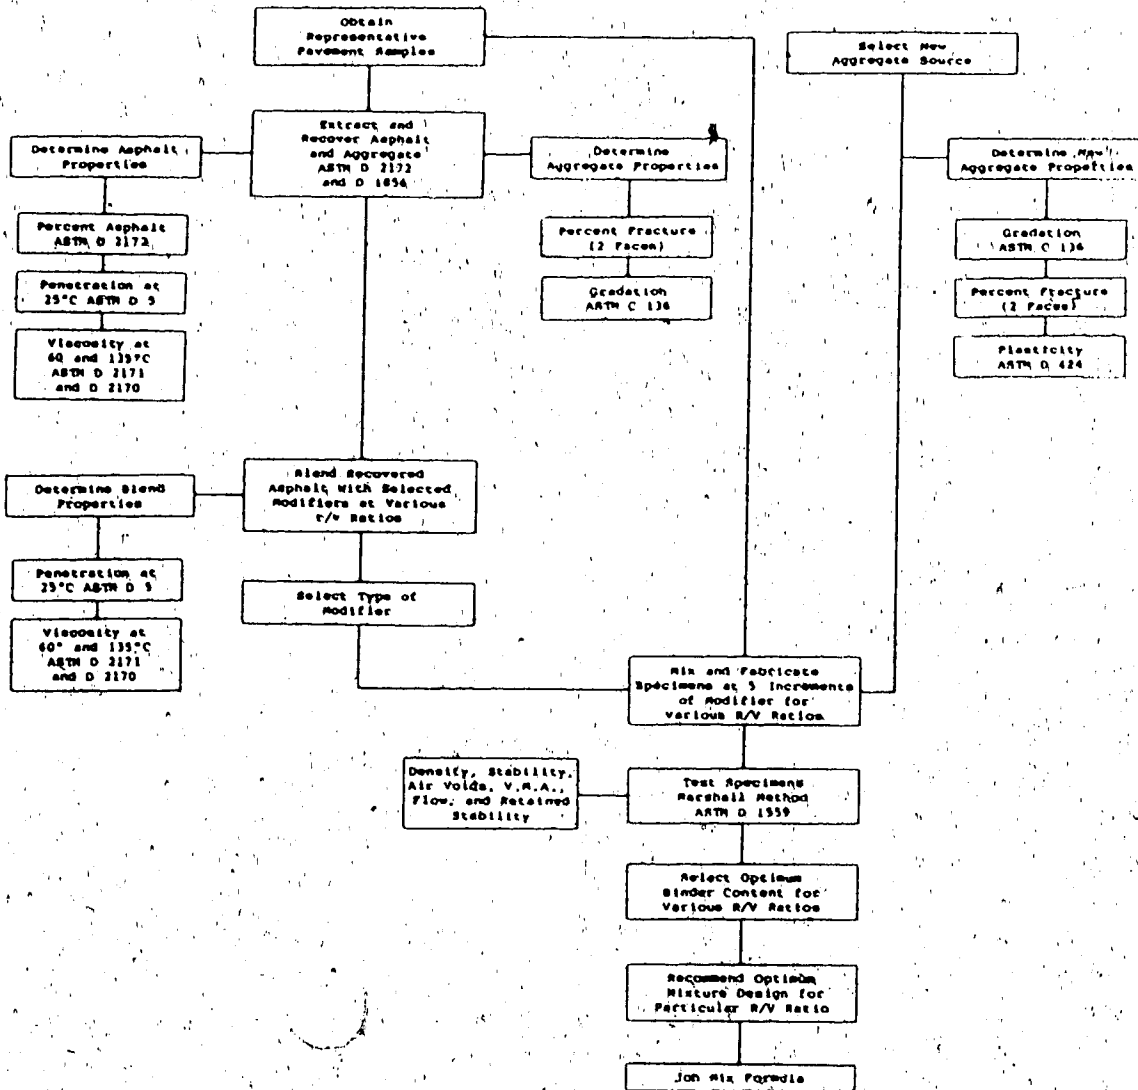 Obtain
Representative
Pavement Samples
Select New
Aggregate Source
Extract and
Recover Asphalt
and Aggregate
ASTM D 2172
and D 1856
Determine Asphalt
Properties
Percent Asphalt
ASTM D 2172
Penetration at
25°C ASTM D 5
Viscosity at
60 and 135°C
ASTM D 2171
and D 2170
Determine
Aggregate Properties
Percent Fracture
(2 Faces)
Gradation
ASTM C 136
Determine New
Aggregate Properties
Gradation
ASTM C 136
Percent Fracture
(2 Faces)
Plasticity
ASTM D 424
Blend Recovered
Asphalt With Selected
Modifiers at Various
r/v Ratios
Determine Blend
Properties
Penetration at
25°C ASTM D 5
Viscosity at
60° and 135°C
ASTM D 2171
and D 2170
Select Type of
Modifier
Mix and Fabricate
Specimens at 5 Increments
of Modifier for
Various R/V Ratios
Density, Stability,
Air Voids, V.M.A.,
Flow, and Retained
Stability
Test Specimens
Marshall Method
ASTM D 1559
Select Optimum
Binder Content for
Various R/V Ratios
Recommend Optimum
Mixture Design for
Particular R/V Ratio
Job Mix Formula